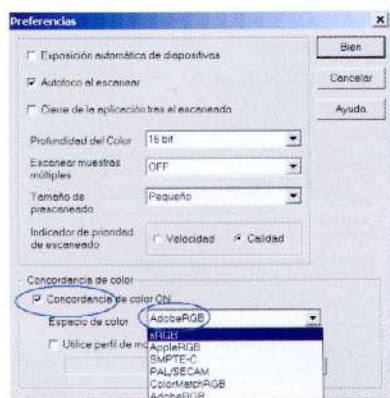 Preferencias
Exposición automática de diapositivas
Autofoco al escanear
Cierre de la aplicación tras el escaneado
Profundidad del Color
16 bit
Escanear muestras
múltiples
OFF
Tamaño de
prescaneado
Pequeño
Indicador de prioridad
de escaneado
Velocidad
Calidad
Bien
Cancelar
Ayuda
Concordancia de color
Concordancia de color ON
Espacio de color
AdobeRGB
sRGB
AppleRGB
SMPTE-C
PAL/SECAM
ColorMatchRGB
AdobeRGB
Utilice perfil de